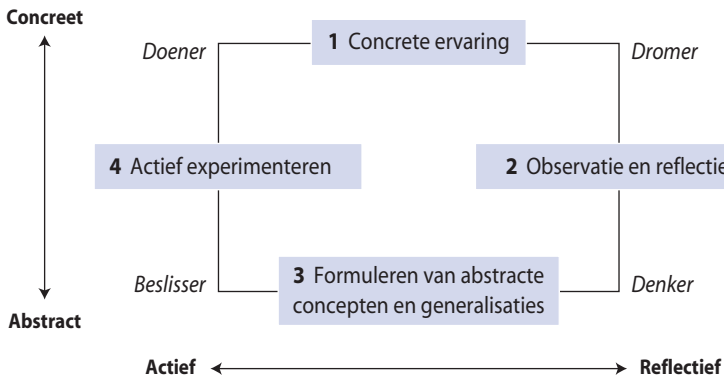 Concreet
Doener
1 Concrete ervaring
Dromer
4 Actief experimenteren
2 Observatie en reflectie
Beslisser
3 Formuleren van abstracte
concepten en generalisaties
Denker
Abstract
Actief
Reflectief